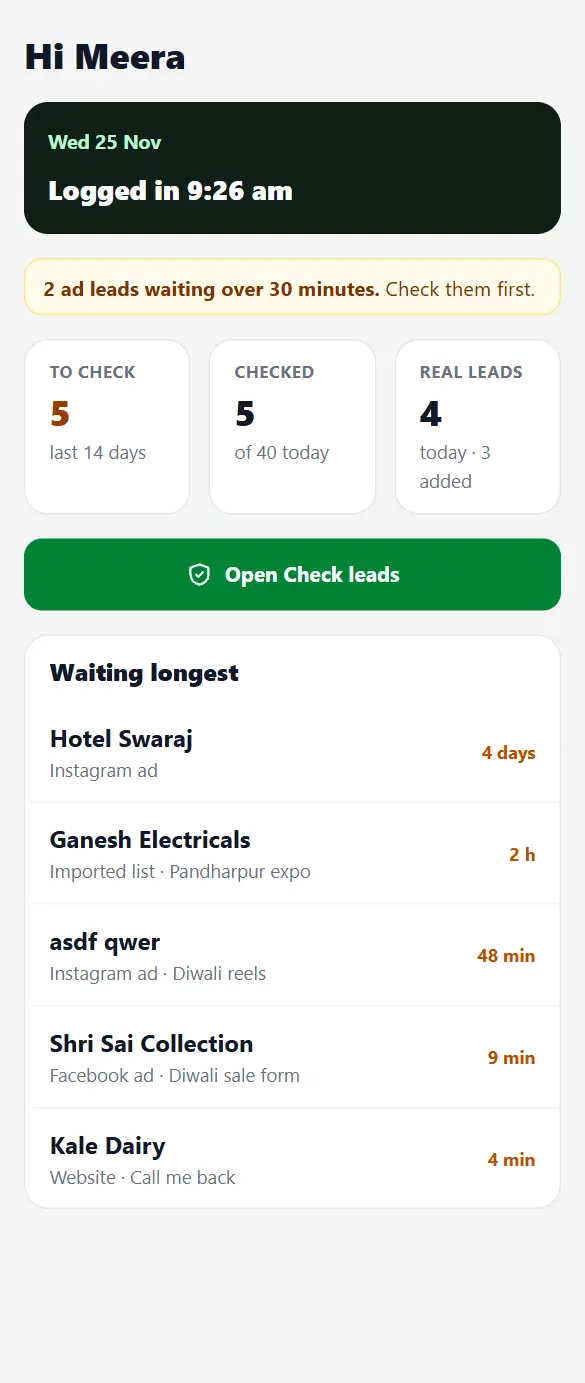 Hi Meera
Wed 25 Nov
Logged in 9:26 am
2 ad leads waiting over 30 minutes. Check them first.
TO CHECK
5
last 14 days
CHECKED
5
of 40 today
REAL LEADS
4
today · 3
added
Open Check leads
Waiting longest
Hotel Swaraj
Instagram ad
4 days
Ganesh Electricals
Imported list · Pandharpur expo
2 h
asdf qwer
Instagram ad · Diwali reels
48 min
Shri Sai Collection
Facebook ad · Diwali sale form
9 min
Kale Dairy
Website · Call me back
4 min